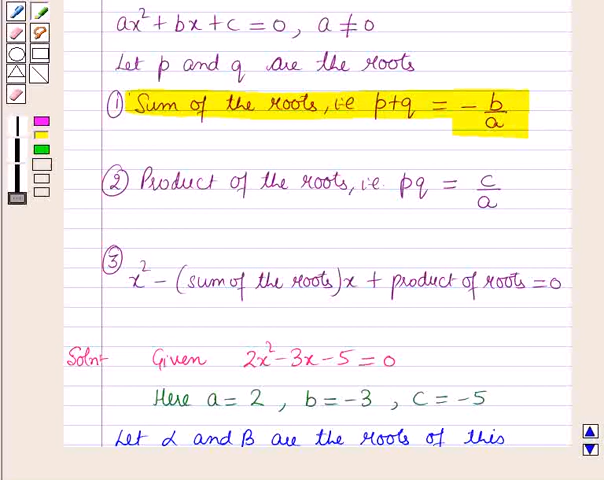 ax² + bx + c = 0, a ≠ 0
Let p and q are the roots
① Sum of the roots, i.e p+q = - b/a
② Product of the roots, i.e. pq = c/a
③ x² - (sum of the roots)x + product of roots = 0
Soln:- Given 2x² - 3x - 5 = 0
Here a = 2, b = -3, c = -5
Let α and β are the roots of this